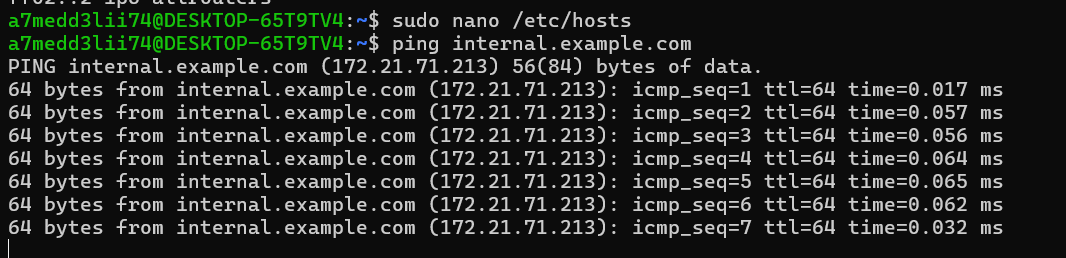 a7medd3lii74@DESKTOP-65T9TV4:~$ sudo nano /etc/hosts
a7medd3lii74@DESKTOP-65T9TV4:~$ ping internal.example.com
PING internal.example.com (172.21.71.213) 56(84) bytes of data.
64 bytes from internal.example.com (172.21.71.213): icmp_seq=1 ttl=64 time=0.017 ms
64 bytes from internal.example.com (172.21.71.213): icmp_seq=2 ttl=64 time=0.057 ms
64 bytes from internal.example.com (172.21.71.213): icmp_seq=3 ttl=64 time=0.056 ms
64 bytes from internal.example.com (172.21.71.213): icmp_seq=4 ttl=64 time=0.064 ms
64 bytes from internal.example.com (172.21.71.213): icmp_seq=5 ttl=64 time=0.065 ms
64 bytes from internal.example.com (172.21.71.213): icmp_seq=6 ttl=64 time=0.062 ms
64 bytes from internal.example.com (172.21.71.213): icmp_seq=7 ttl=64 time=0.032 ms